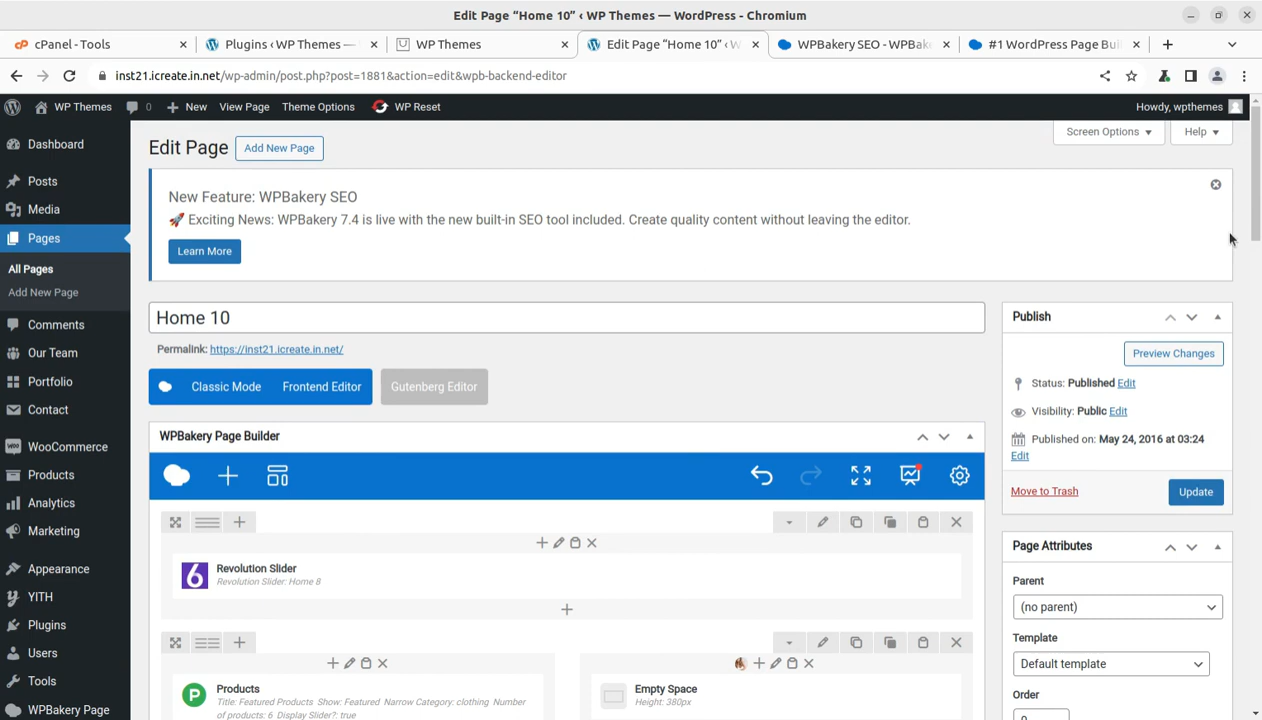 Edit Page “Home 10” ‹ WP Themes — WordPress - Chromium
cPanel - Tools
Plugins ‹ WP Themes —
WP Themes
Edit Page “Home 10” ‹ W
WPBakery SEO - WPBak
#1 WordPress Page Bui
inst21.icreate.in.net/wp-admin/post.php?post=1881&action=edit&wpb-backend-editor
WP Themes
0
New
View Page
Theme Options
WP Reset
Howdy, wpthemes
Dashboard
Posts
Media
Pages
All Pages
Add New Page
Comments
Our Team
Portfolio
Contact
WooCommerce
Products
Analytics
Marketing
Appearance
YITH
Plugins
Users
Tools
WPBakery Page
Edit Page
Add New Page
Screen Options
Help
New Feature: WPBakery SEO
🚀 Exciting News: WPBakery 7.4 is live with the new built-in SEO tool included. Create quality content without leaving the editor.
Learn More
Home 10
Permalink: https://inst21.icreate.in.net/
Classic Mode
Frontend Editor
Gutenberg Editor
WPBakery Page Builder
6
Revolution Slider
Revolution Slider: Home 8
P
Products
Title: Featured Products Show: Featured Narrow Category: clothing Number
of products: 6 Display Slider?: true
Empty Space
Height: 380px
Publish
Preview Changes
Status: Published Edit
Visibility: Public Edit
Published on: May 24, 2016 at 03:24
Edit
Move to Trash
Update
Page Attributes
Parent
(no parent)
Template
Default template
Order